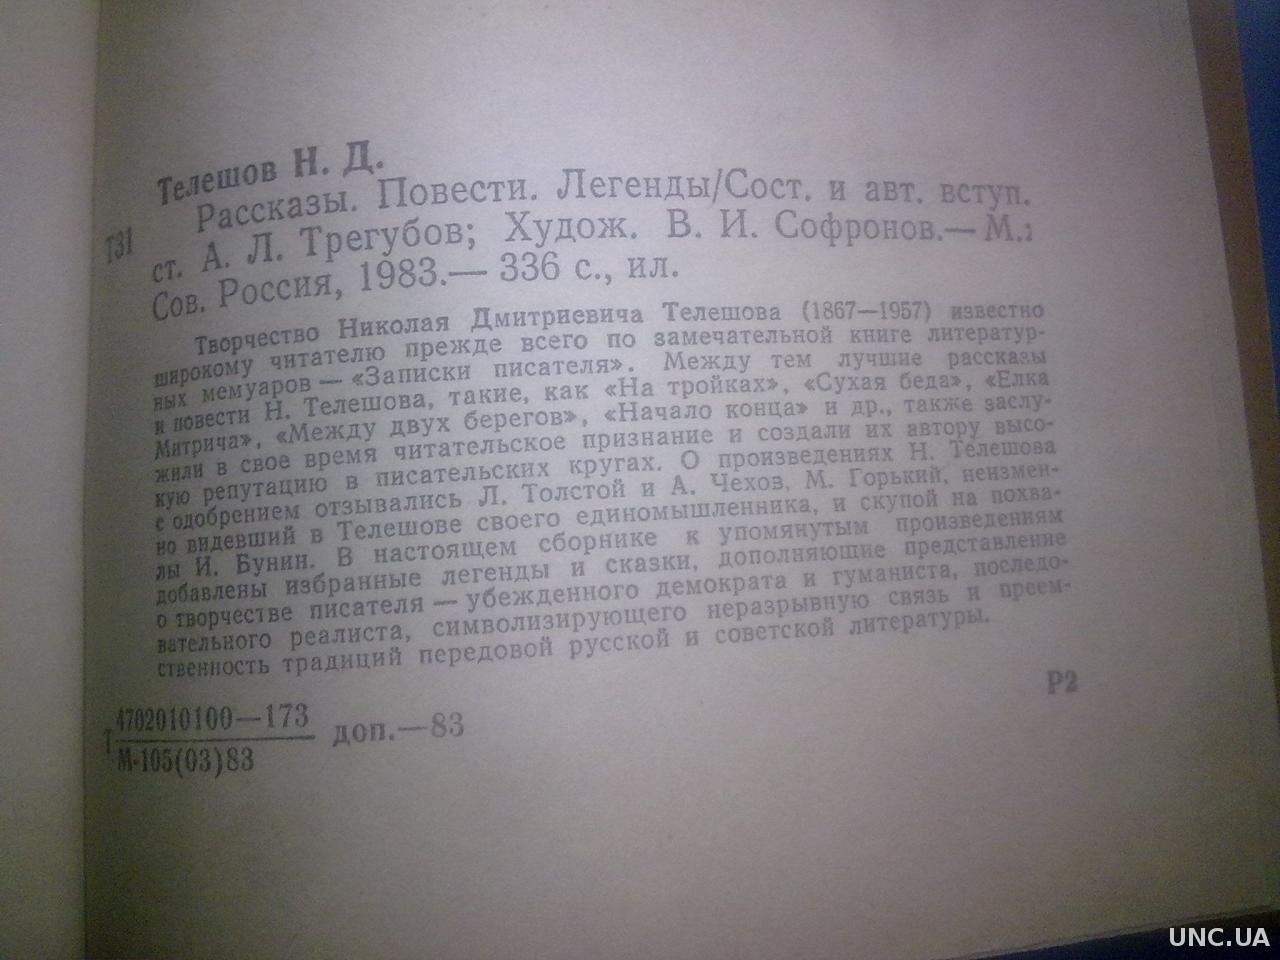 Телешов Н. Д.
Т31 Рассказы. Повести. Легенды/Сост. и авт. вступ.
ст. А. Л. Трегубов; Худож. В. И. Софронов.— М.:
Сов. Россия, 1983.— 336 с., ил.
Творчество Николая Дмитриевича Телешова (1867—1957) известно
широкому читателю прежде всего по замечательной книге литератур-
ных мемуаров — «Записки писателя». Между тем лучшие рассказы
и повести Н. Телешова, такие, как «На тройках», «Сухая беда», «Елка
Митрича», «Между двух берегов», «Начало конца» и др., также заслу-
жили в свое время читательское признание и создали их автору высо-
кую репутацию в писательских кругах. О произведениях Н. Телешова
с одобрением отзывались Л. Толстой и А. Чехов, М. Горький, неизмен-
но видевший в Телешове своего единомышленника, и скупой на похва-
лы И. Бунин. В настоящем сборнике к упомянутым произведениям
добавлены избранные легенды и сказки, дополняющие представление
о творчестве писателя — убежденного демократа и гуманиста, последо-
вательного реалиста, символизирующего неразрывную связь и преем-
ственность традиций передовой русской и советской литературы.
Т 4702010100—173 доп.—83
М-105(03)83
Р2
UNC.UA